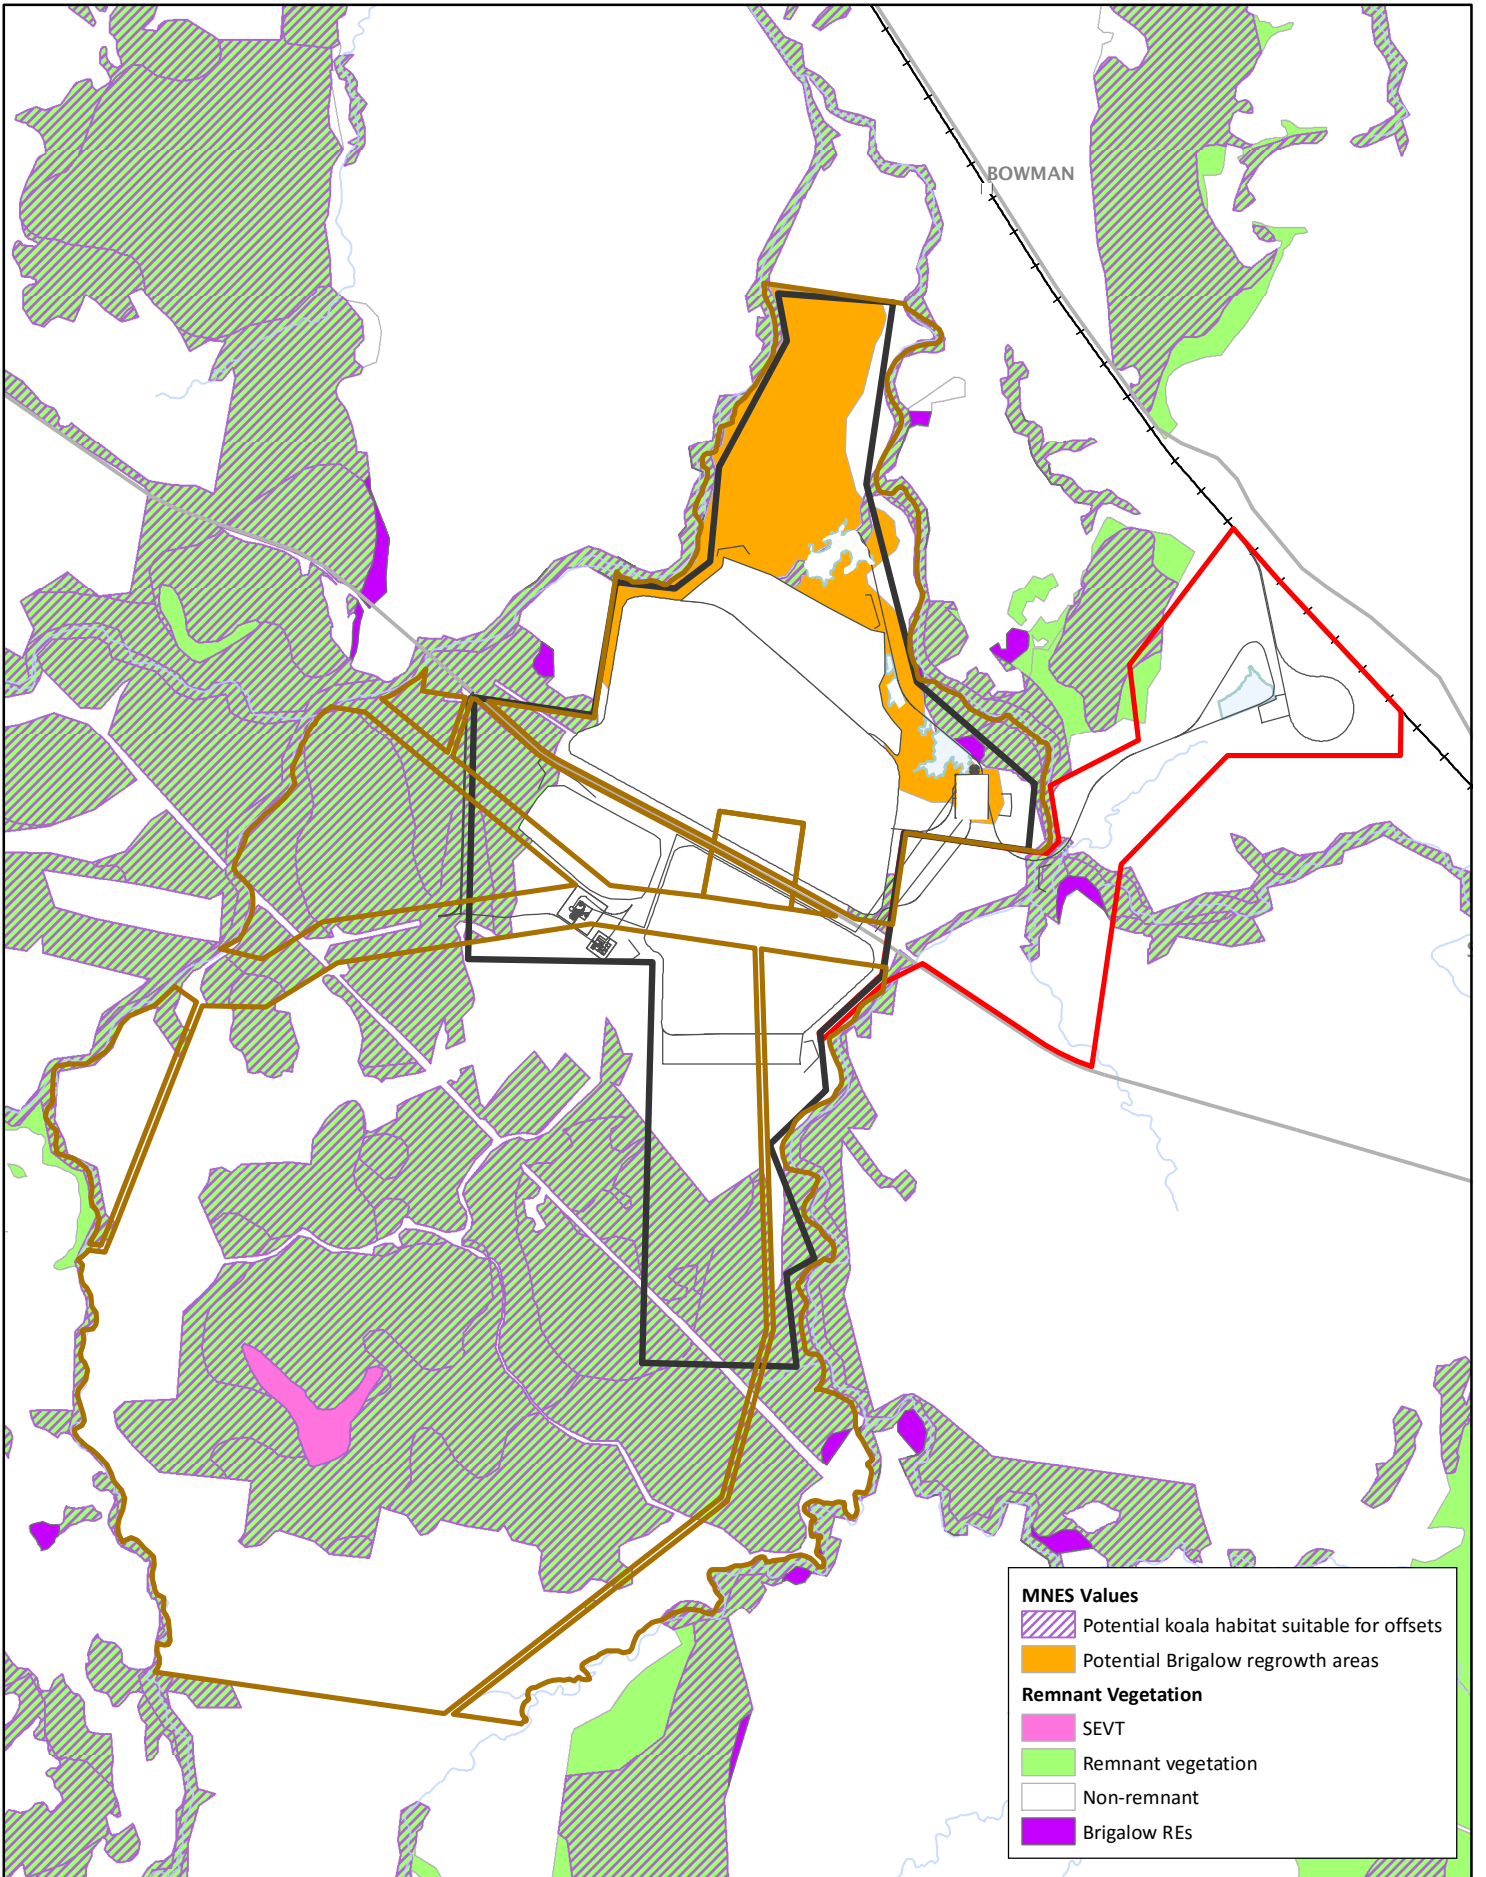 BOWMAN
S
MNES Values
Potential koala habitat suitable for offsets
Potential Brigalow regrowth areas
Remnant Vegetation
SEVT
Remnant vegetation
Non-remnant
Brigalow REs